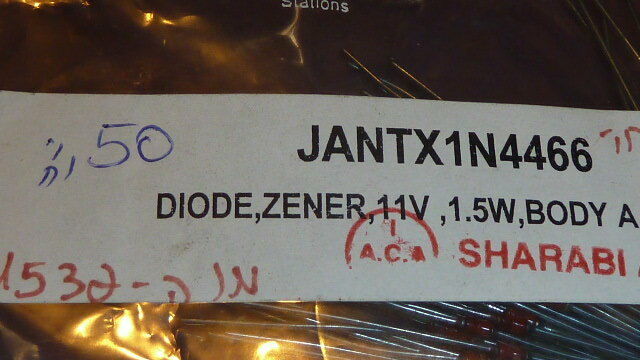 Stations
50 JANTX1N4466
DIODE,ZENER,11V ,1.5W,BODY A
A.C.A SHARABI